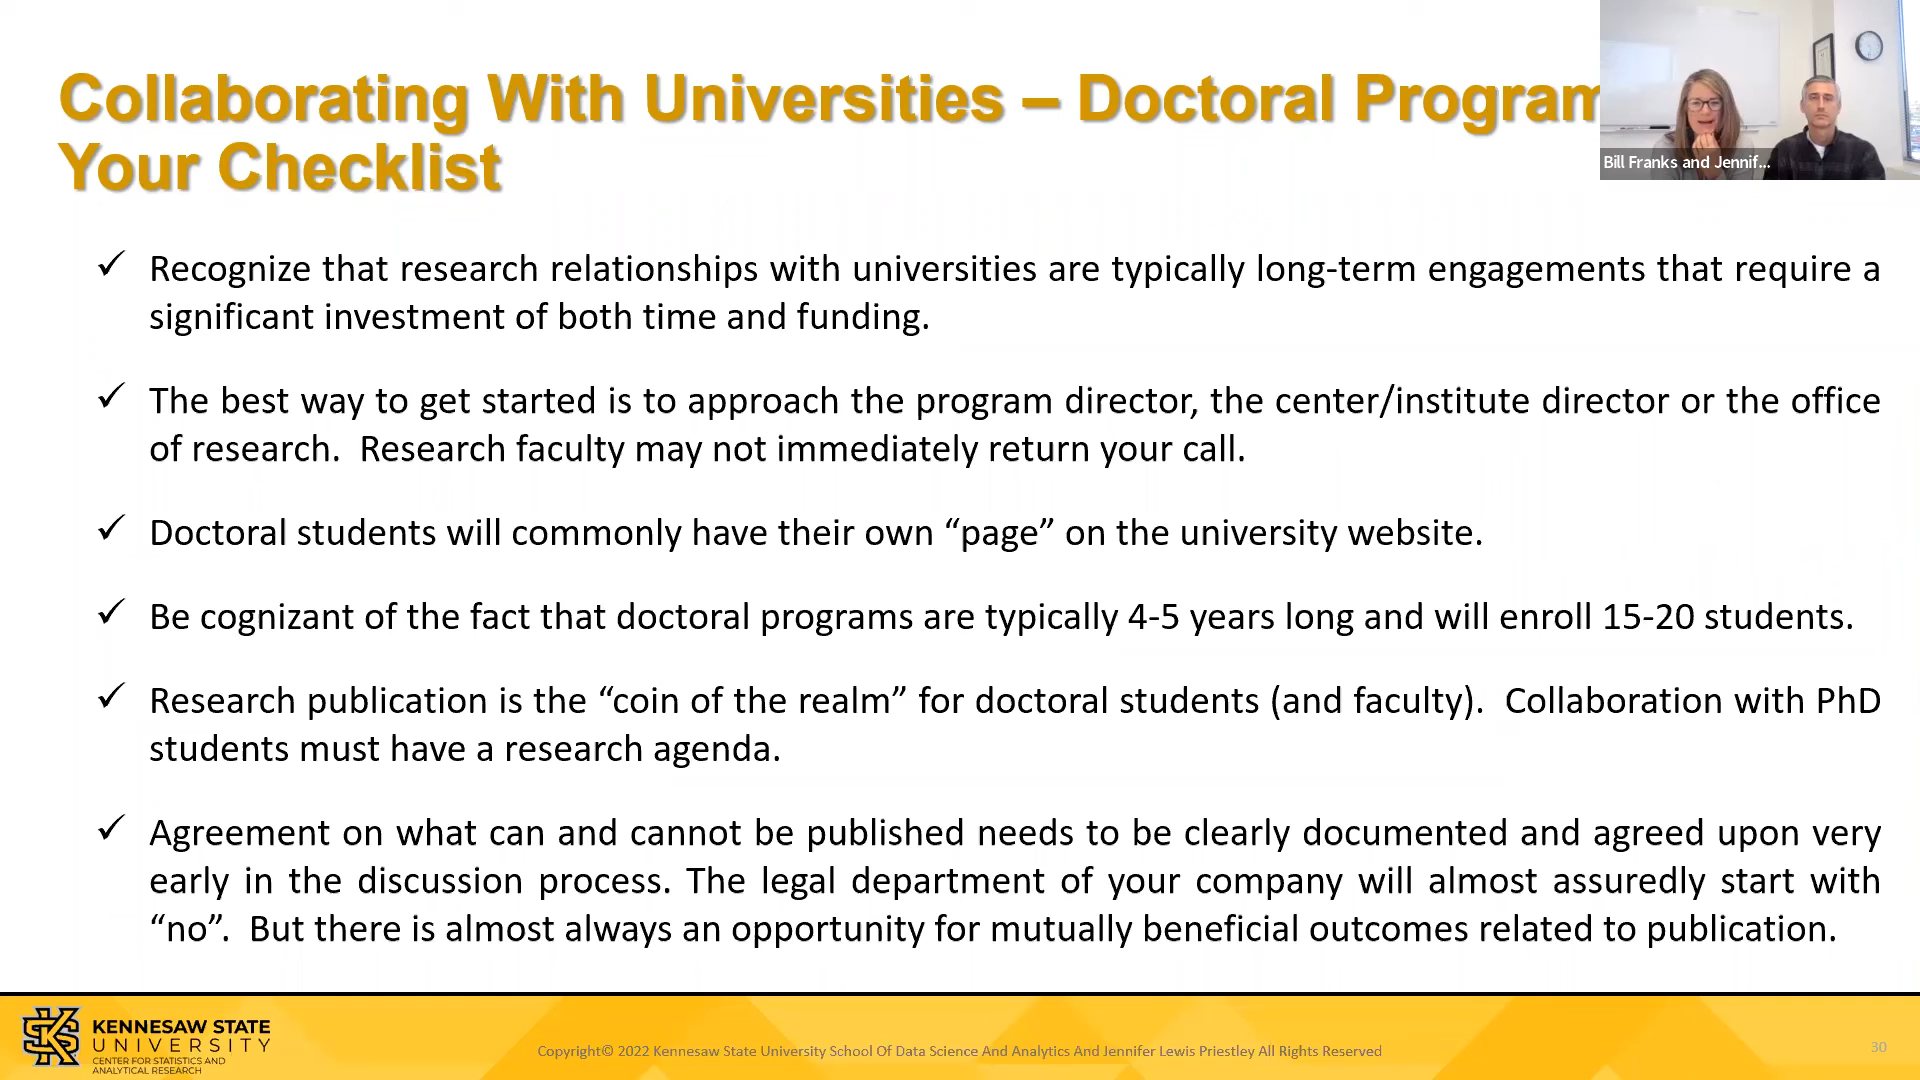 Collaborating With Universities – Doctoral Program
Your Checklist
Bill Franks and Jennif...
✓ Recognize that research relationships with universities are typically long-term engagements that require a
significant investment of both time and funding.
✓ The best way to get started is to approach the program director, the center/institute director or the office
of research.  Research faculty may not immediately return your call.
✓ Doctoral students will commonly have their own “page” on the university website.
✓ Be cognizant of the fact that doctoral programs are typically 4-5 years long and will enroll 15-20 students.
✓ Research publication is the “coin of the realm” for doctoral students (and faculty).  Collaboration with PhD
students must have a research agenda.
✓ Agreement on what can and cannot be published needs to be clearly documented and agreed upon very
early in the discussion process. The legal department of your company will almost assuredly start with
“no”.  But there is almost always an opportunity for mutually beneficial outcomes related to publication.
KS
KENNESAW STATE
UNIVERSITY
CENTER FOR STATISTICS AND
ANALYTICAL RESEARCH
Copyright© 2022 Kennesaw State University School Of Data Science And Analytics And Jennifer Lewis Priestley All Rights Reserved
30